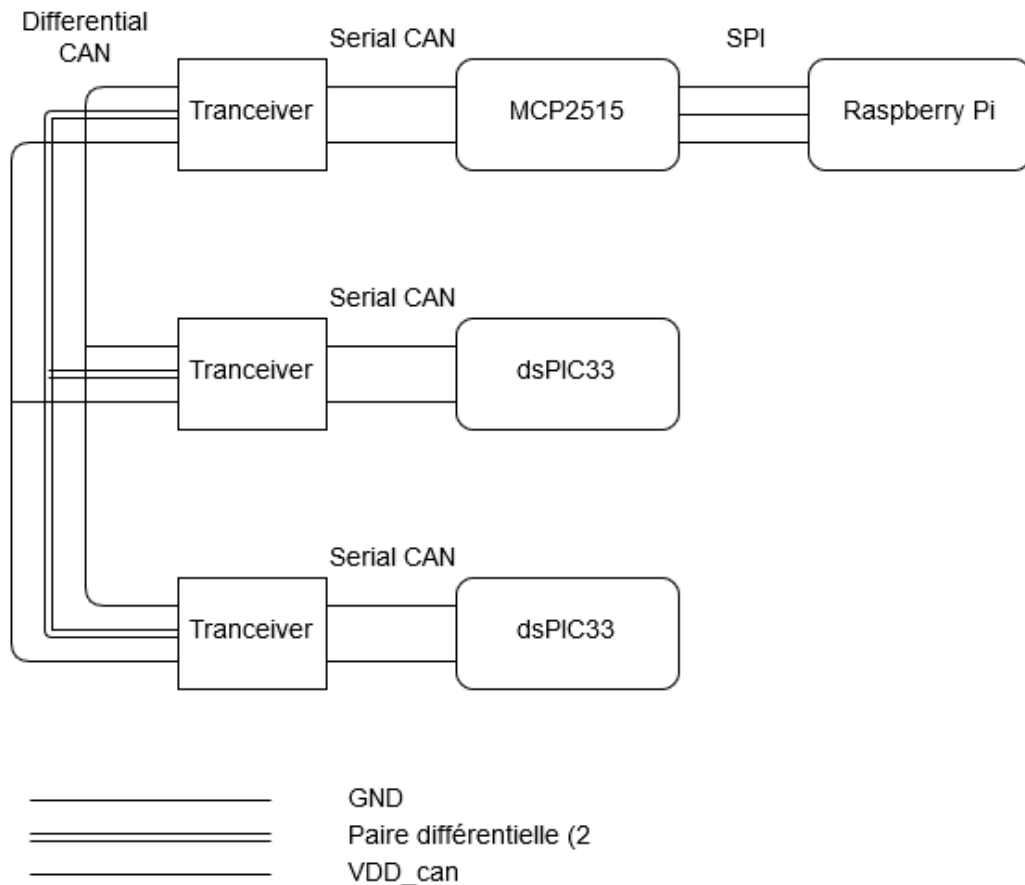 Differential
CAN
Serial CAN
SPI
Tranceiver
MCP2515
Raspberry Pi
Serial CAN
Tranceiver
dsPIC33
Serial CAN
Tranceiver
dsPIC33
GND
Paire différentielle (2
VDD_can